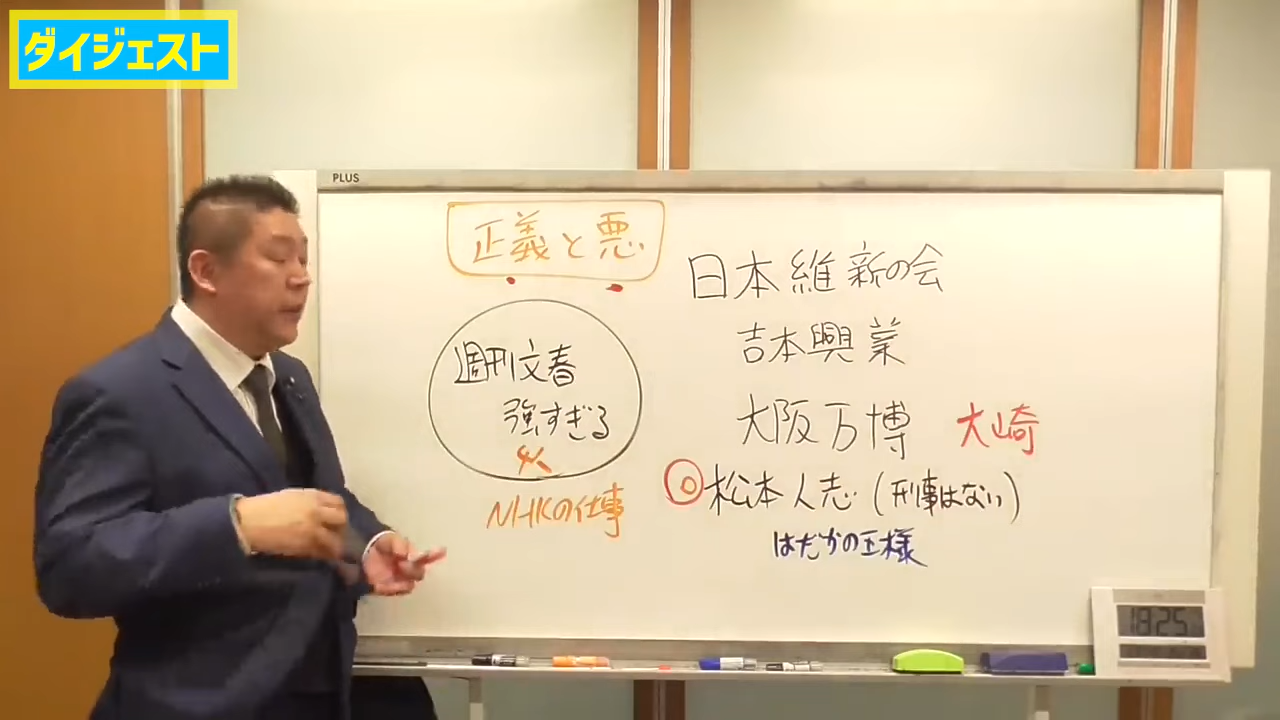 ダイジェスト
PLUS
正義と悪
週刊文春
強すぎる
NHKの仕事
日本維新の会
吉本興業
大阪万博 大崎
◎松本人志(刑事はない)
はだかの王様
18:25